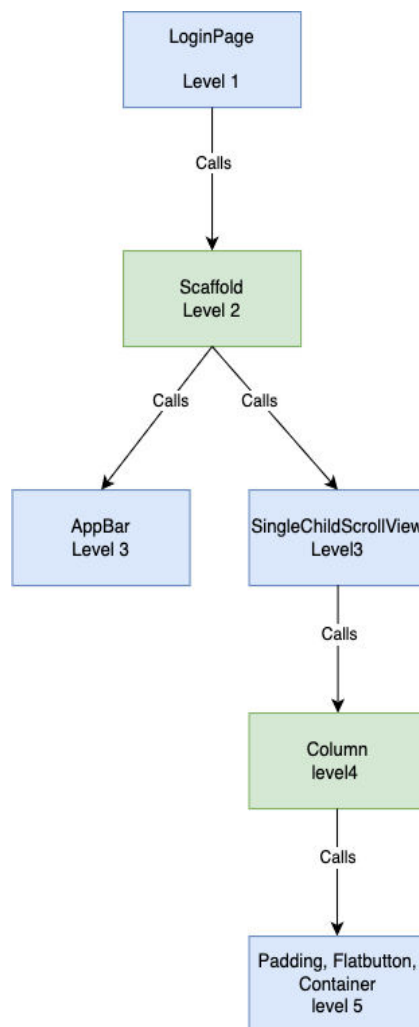 LoginPage
Level 1
Calls
Scaffold
Level 2
Calls
Calls
AppBar
Level 3
SingleChildScrollView
Level3
Calls
Column
level4
Calls
Padding, Flatbutton,
Container
level 5